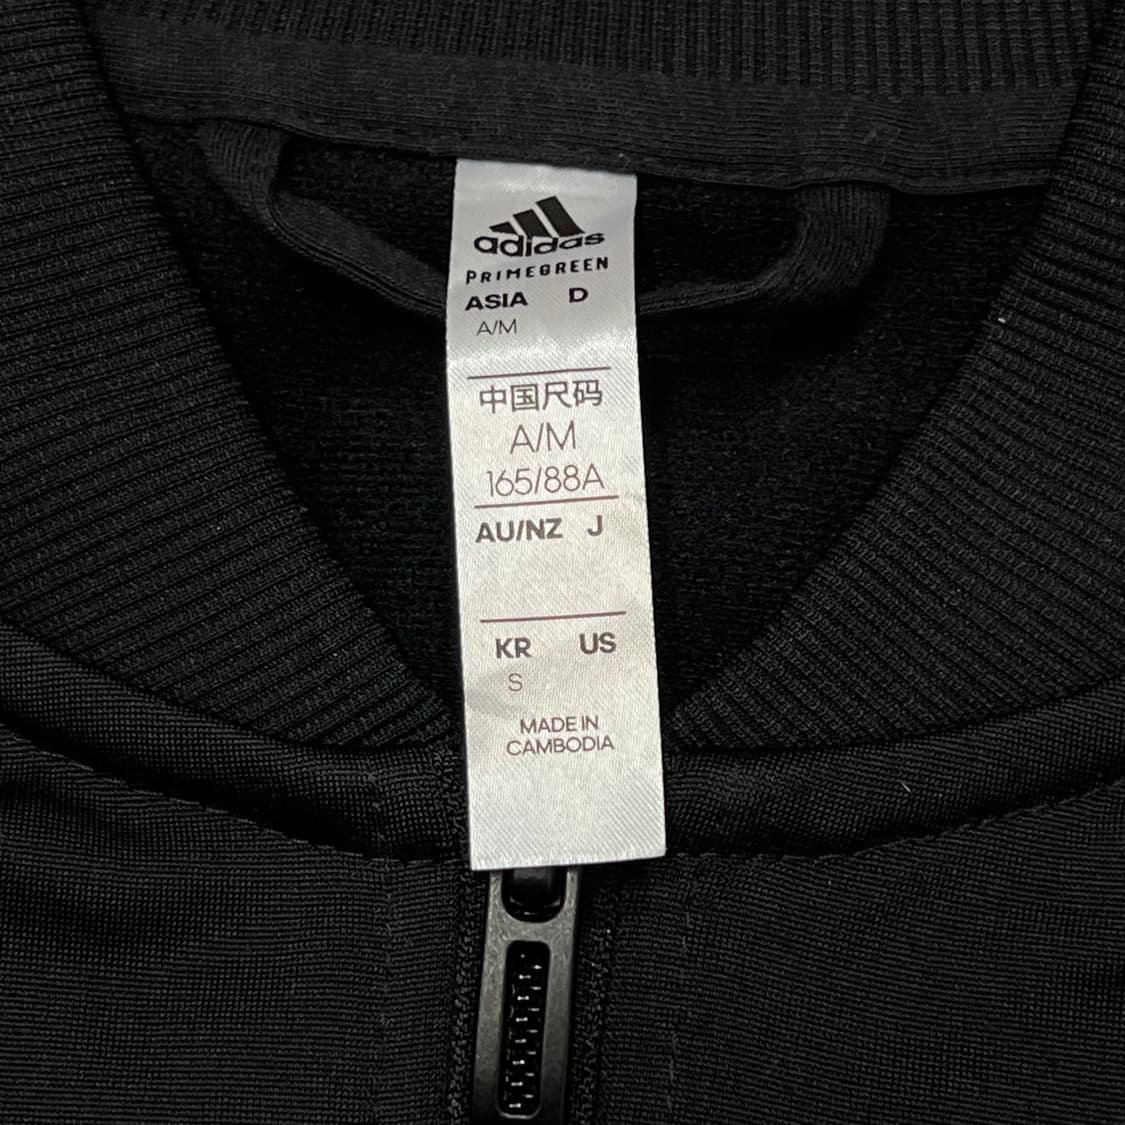 adidas
PRIMEGREEN
ASIA D
A/M
中国尺码
A/M
165/88A
AU/NZ J
KR US
S
MADE IN
CAMBODIA